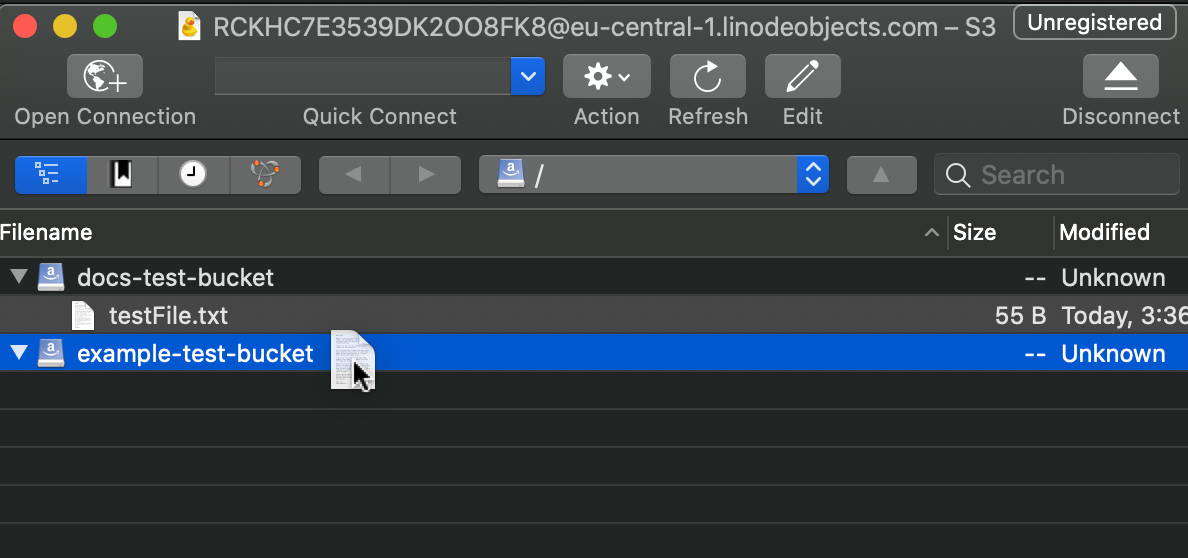 RCKHC7E3539DK2OO8FK8@eu-central-1.linodeobjects.com – S3 Unregistered
Open Connection Quick Connect Action Refresh Edit Disconnect
/ Search
Filename Size Modified
docs-test-bucket -- Unknown
testFile.txt 55 B Today, 3:36
example-test-bucket -- Unknown